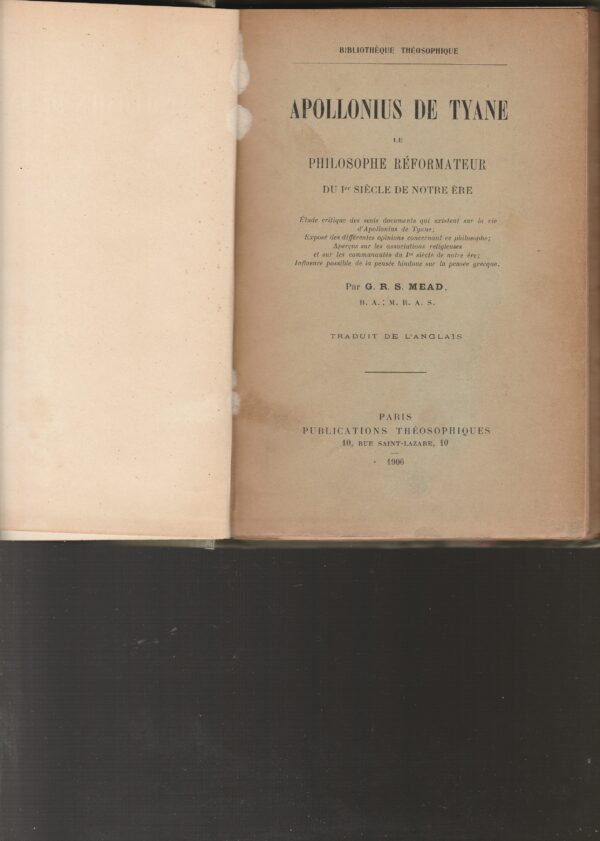 BIBLIOTHÈQUE THÉOSOPHIQUE
APOLLONIUS DE TYANE
LE
PHILOSOPHE RÉFORMATEUR
DU Ier SIÈCLE DE NOTRE ÈRE
Étude critique des seuls documents qui existent sur la vie
d'Apollonius de Tyane;
Exposé des différentes opinions concernant ce philosophe;
Aperçus sur les associations religieuses
et sur les communautés du Ier siècle de notre ère;
Influence possible de la pensée hindoue sur la pensée grecque.
Par G. R. S. MEAD,
B. A.; M. R. A. S.
TRADUIT DE L'ANGLAIS
PARIS
PUBLICATIONS THÉOSOPHIQUES
10, RUE SAINT-LAZARE, 10
1906